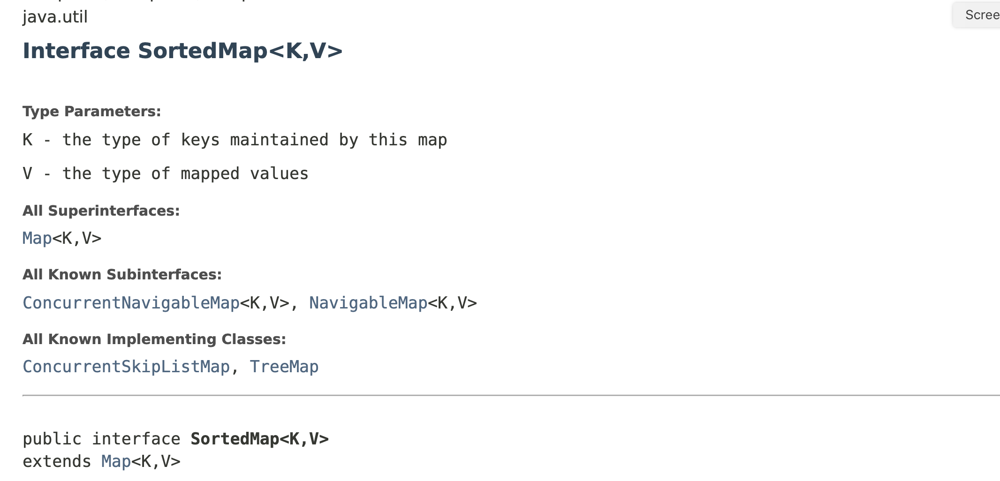 java.util
Scree
Interface SortedMap<K,V>
Type Parameters:
K - the type of keys maintained by this map
V - the type of mapped values
All Superinterfaces:
Map<K,V>
All Known Subinterfaces:
ConcurrentNavigableMap<K,V>, NavigableMap<K,V>
All Known Implementing Classes:
ConcurrentSkipListMap, TreeMap
public interface SortedMap<K,V>
extends Map<K,V>